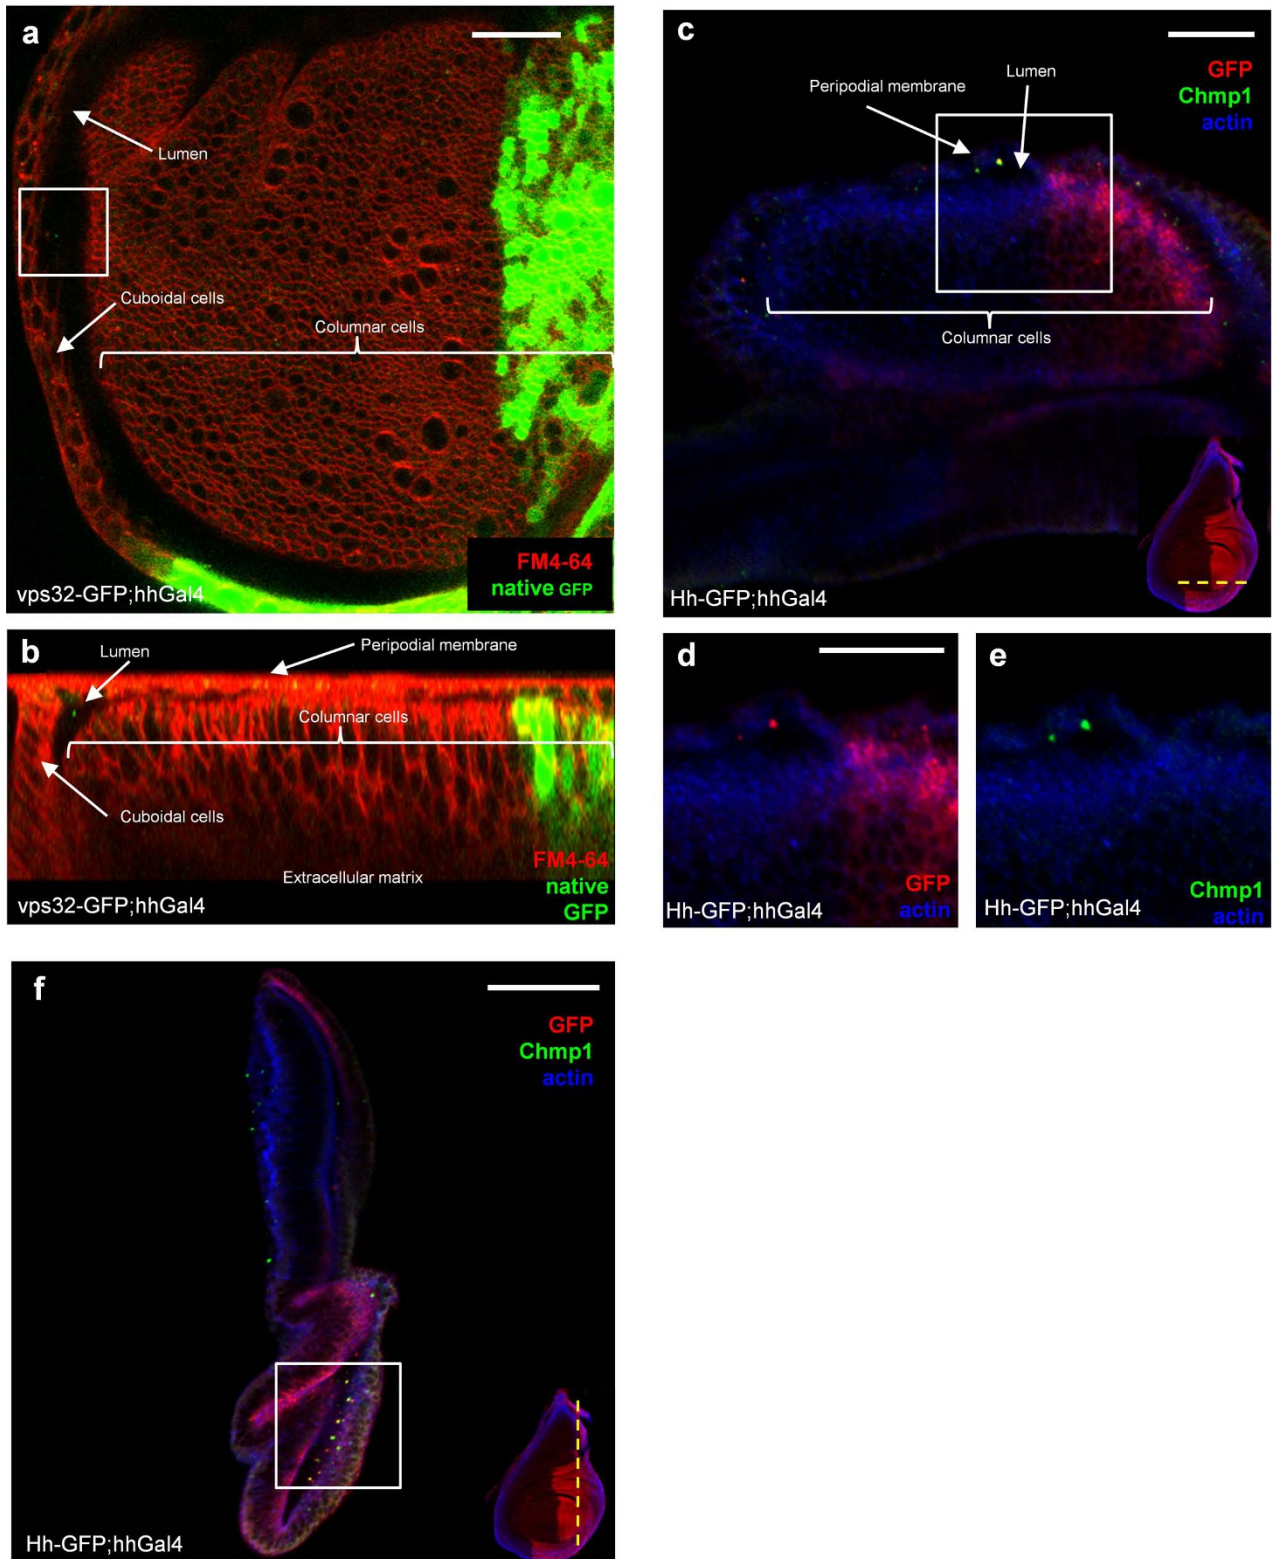 a
Lumen
Cuboidal cells
Columnar cells
FM4-64
native GFP
vps32-GFP;hhGal4
b
Lumen
Peripodial membrane
Columnar cells
Cuboidal cells
Extracellular matrix
FM4-64
native
GFP
vps32-GFP;hhGal4
c
GFP
Chmp1
actin
Peripodial membrane
Lumen
Columnar cells
Hh-GFP;hhGal4
d
GFP
actin
Hh-GFP;hhGal4
e
Chmp1
actin
Hh-GFP;hhGal4
f
GFP
Chmp1
actin
Hh-GFP;hhGal4